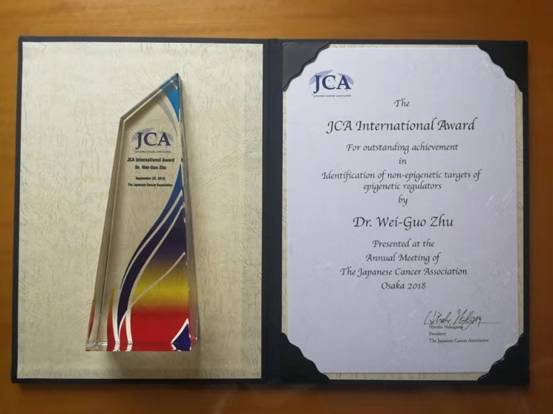 JCA
JCA International Award
Dr. Wei-Guo Zhu
The Japanese Cancer Association
JCA
The
JCA International Award
For outstanding achievement
in
Identification of non-epigenetic targets of
epigenetic regulators
by
Dr. Wei-Guo Zhu
Presented at the
Annual Meeting of
The Japanese Cancer Association
Osaka 2018
President
The Japanese Cancer Association